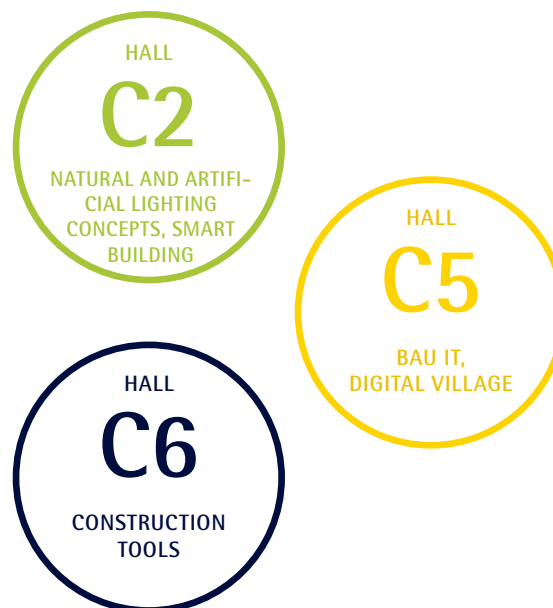 HALL
C2
NATURAL AND ARTIFI-
CIAL LIGHTING
CONCEPTS, SMART
BUILDING
HALL
C5
BAU IT,
DIGITAL VILLAGE
HALL
C6
CONSTRUCTION
TOOLS